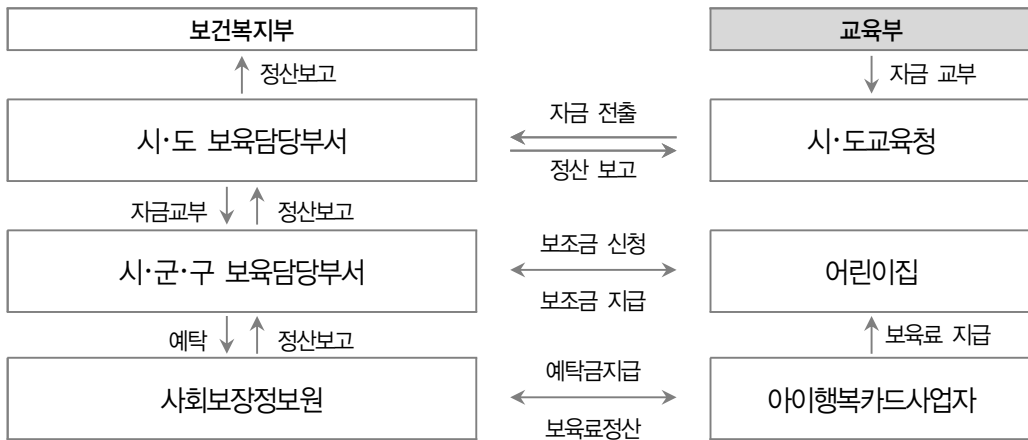 보건복지부
교육부
정산보고
자금 교부
시·도 보육담당부서
자금 전출
정산 보고
시·도교육청
자금교부
정산보고
시·군·구 보육담당부서
보조금 신청
보조금 지급
어린이집
예탁
정산보고
보육료 지급
사회보장정보원
예탁금지급
보육료정산
아이행복카드사업자